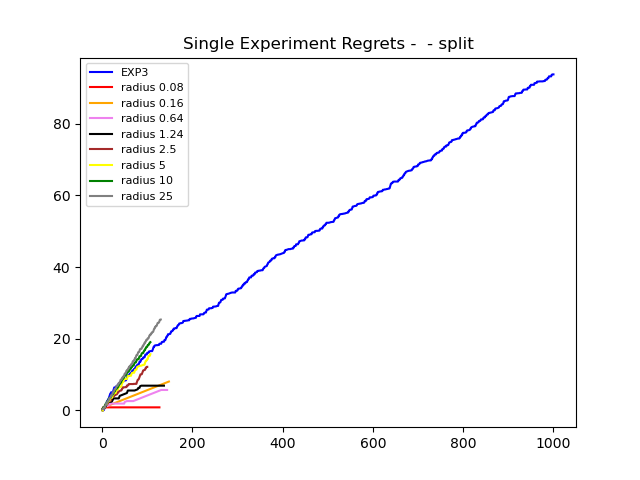 Single Experiment Regrets -  - split
EXP3
radius 0.08
radius 0.16
radius 0.64
radius 1.24
radius 2.5
radius 5
radius 10
radius 25
80
60
40
20
0
0 200 400 600 800 1000